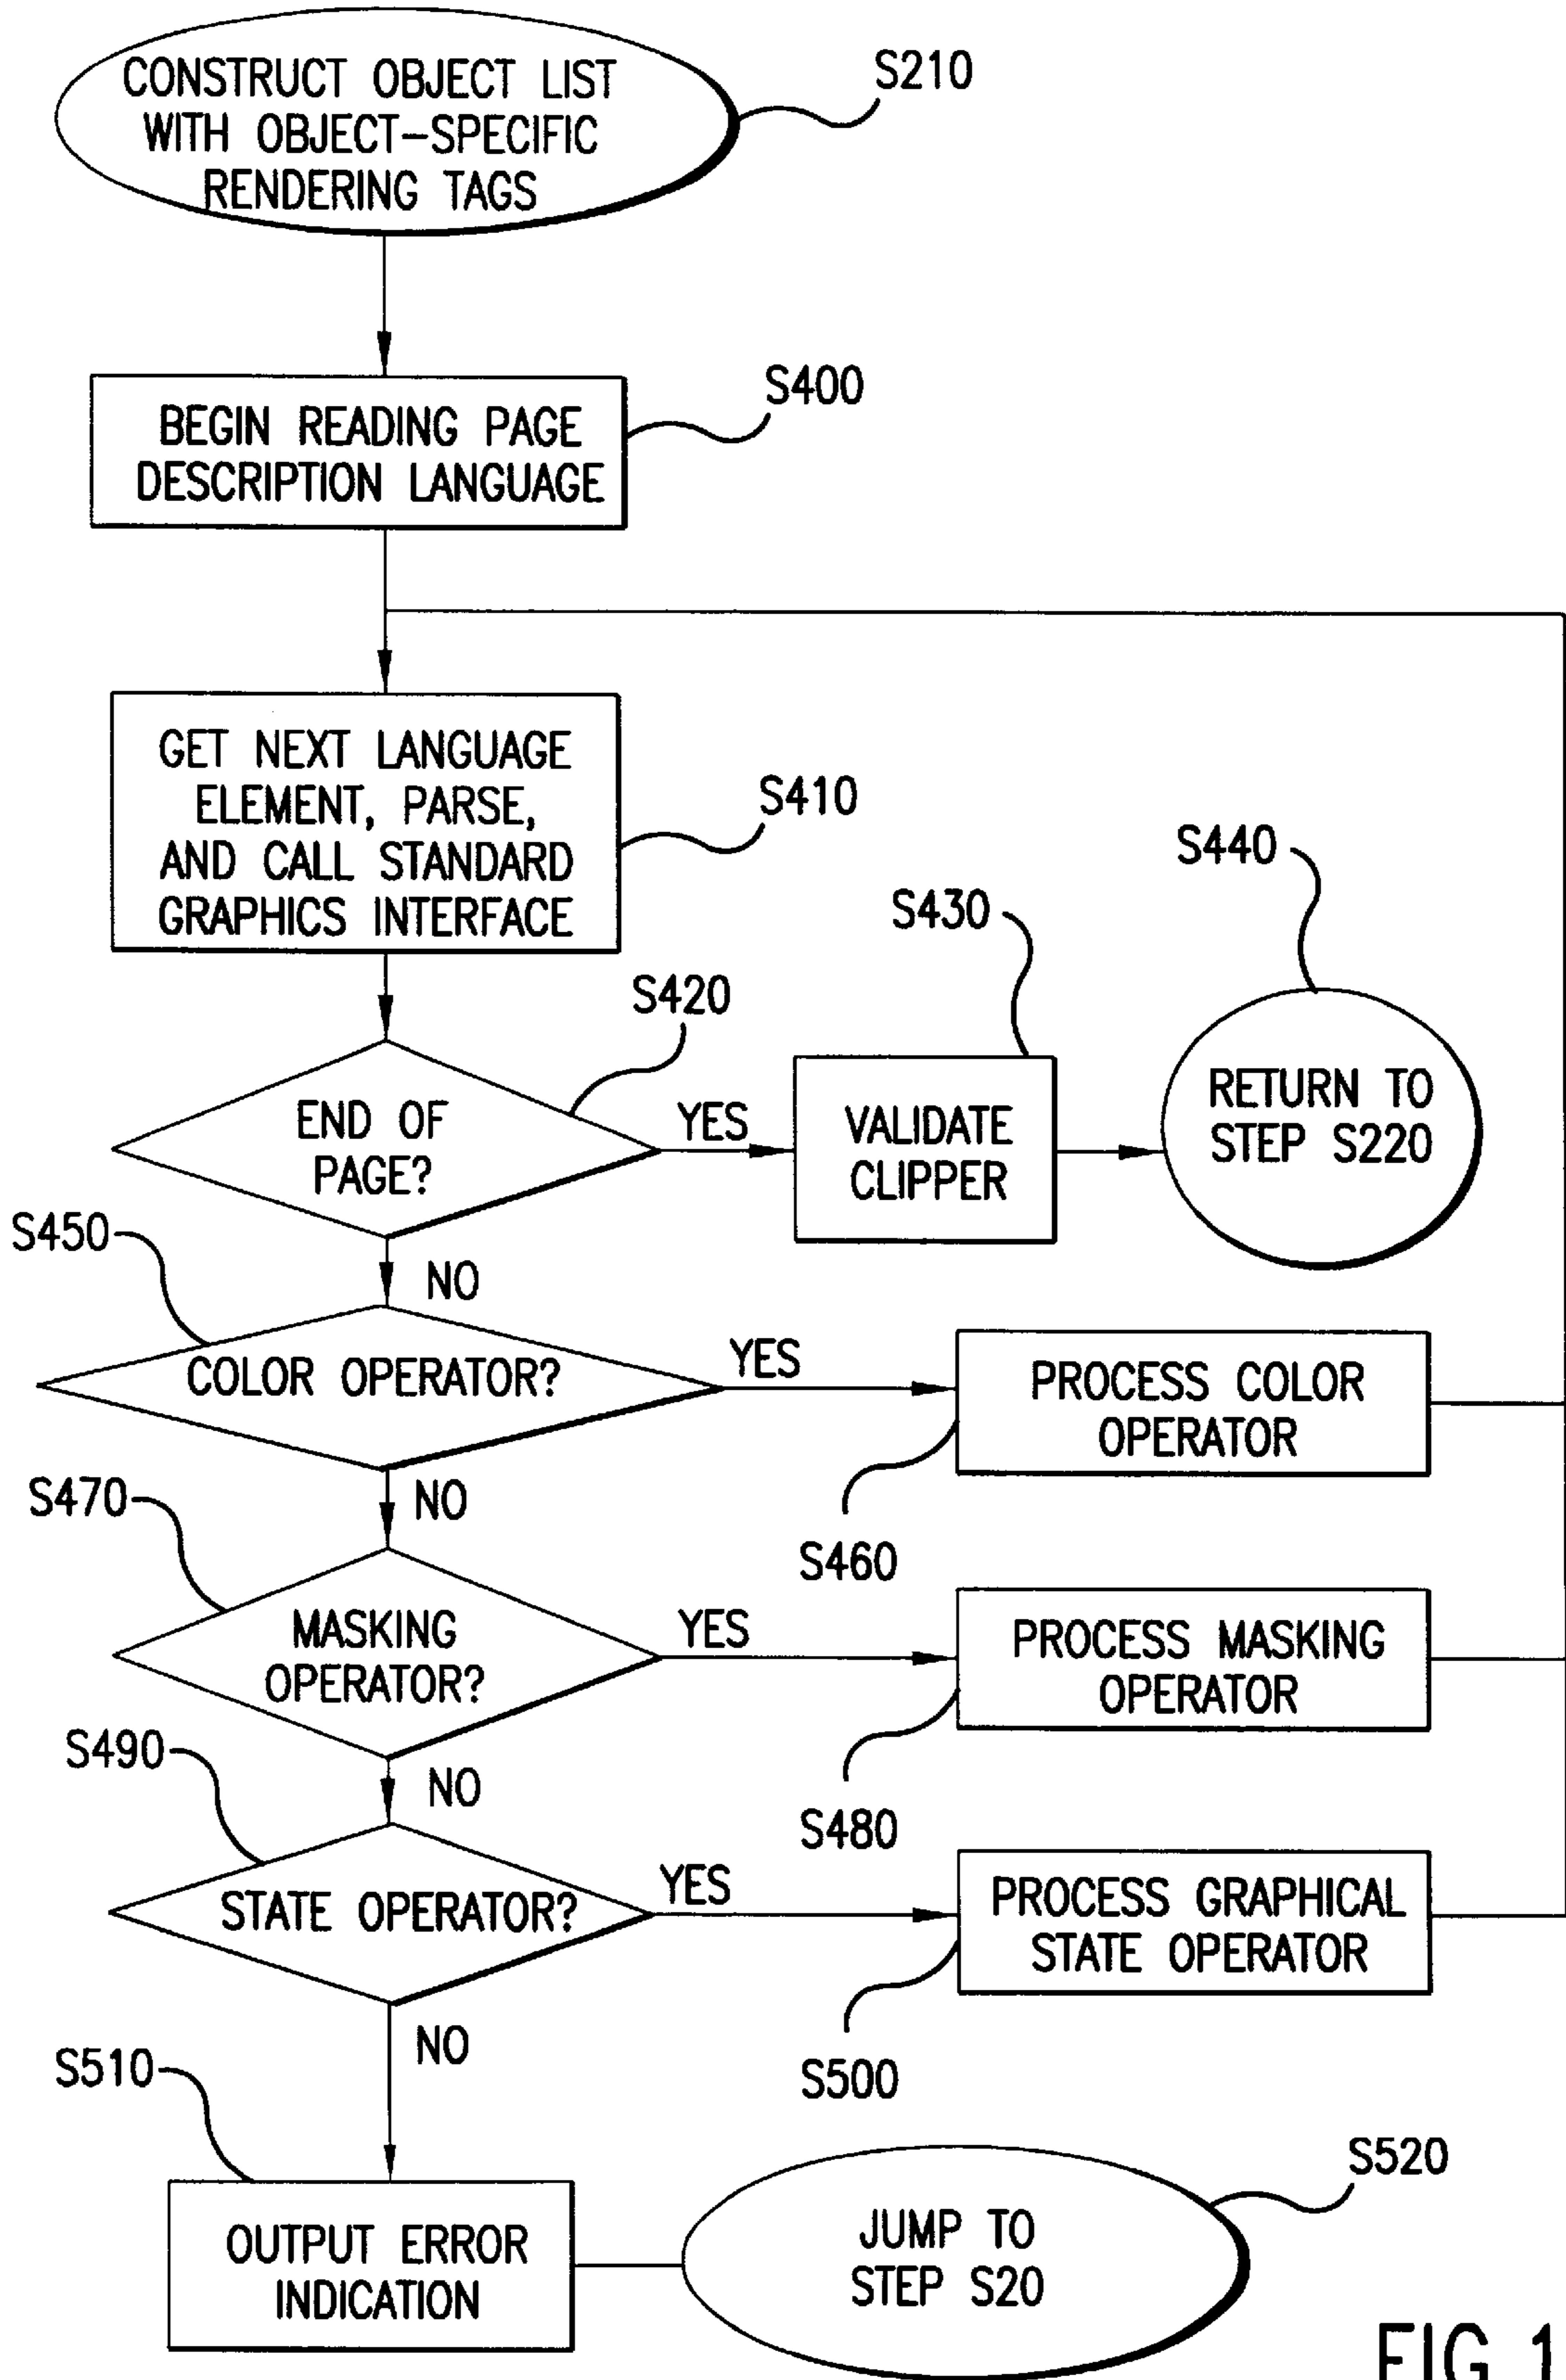 CONSTRUCT OBJECT LIST
WITH OBJECT-SPECIFIC
RENDERING TAGS
S210
BEGIN READING PAGE
DESCRIPTION LANGUAGE
S400
GET NEXT LANGUAGE
ELEMENT, PARSE,
AND CALL STANDARD
GRAPHICS INTERFACE
S410
S420
END OF
PAGE?
YES
S430
VALIDATE
CLIPPER
S440
RETURN TO
STEP S220
NO
S450
COLOR OPERATOR?
YES
PROCESS COLOR
OPERATOR
S460
NO
S470
MASKING
OPERATOR?
YES
PROCESS MASKING
OPERATOR
S480
NO
S490
STATE OPERATOR?
YES
PROCESS GRAPHICAL
STATE OPERATOR
S500
NO
S510
OUTPUT ERROR
INDICATION
JUMP TO
STEP S20
S520
FIG.1